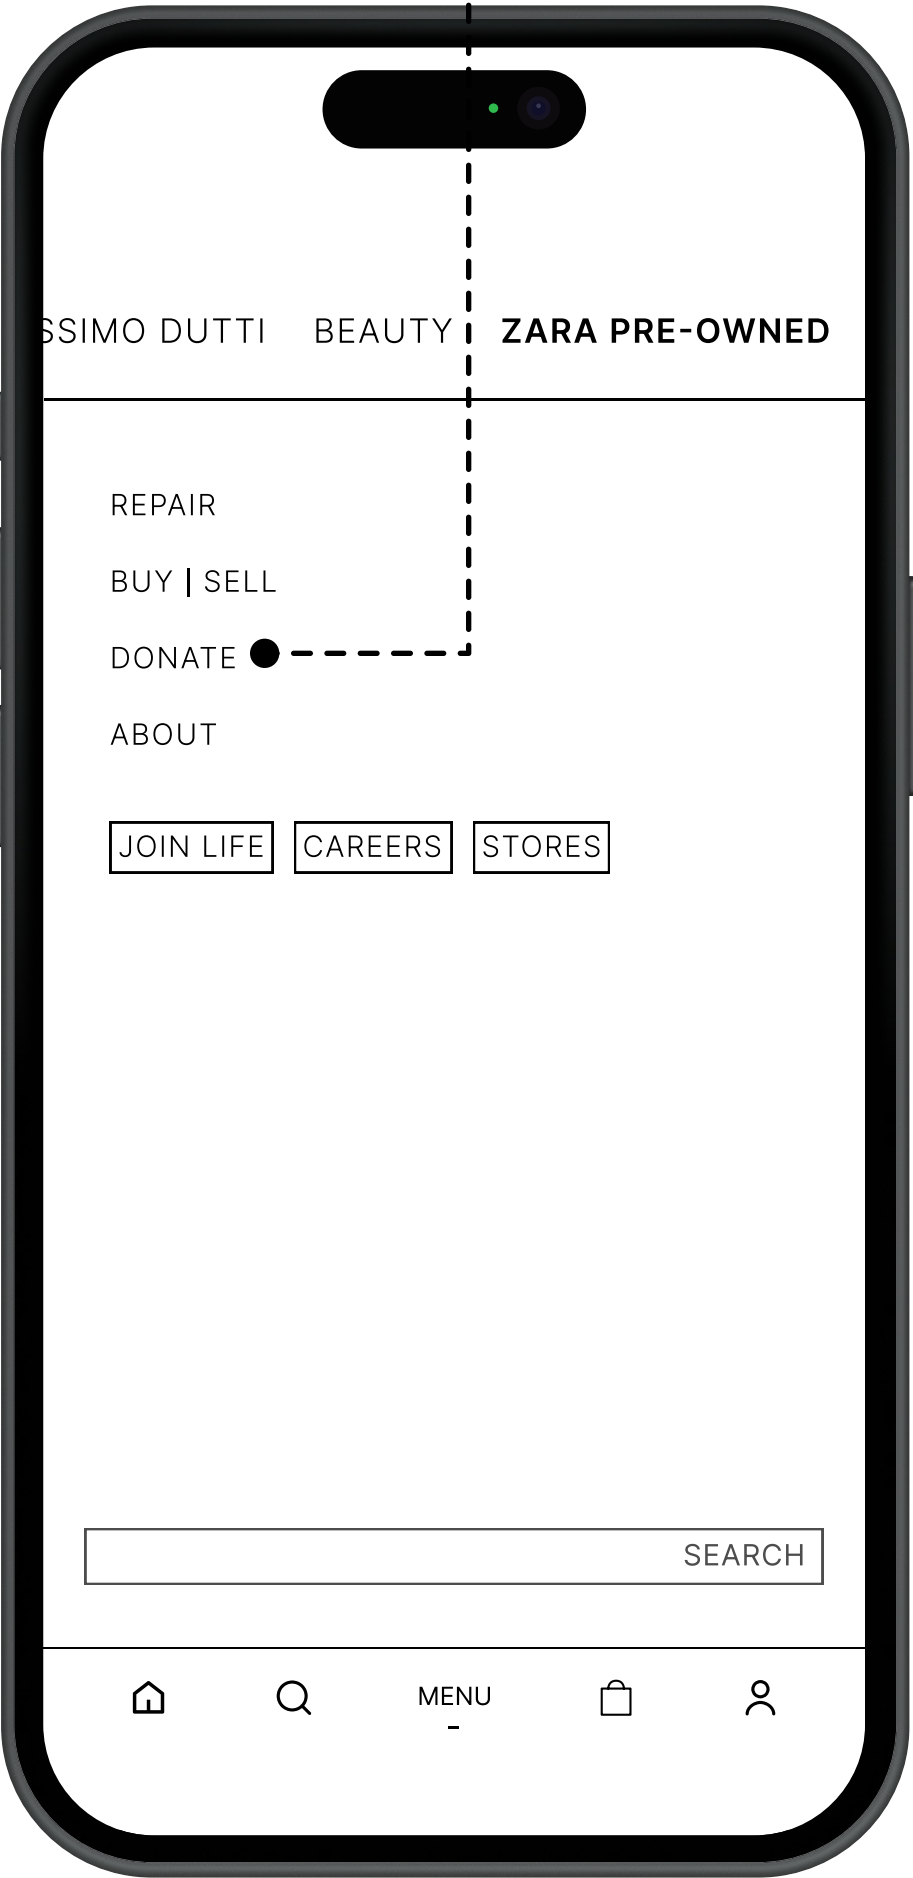 SSIMO DUTTI BEAUTY ZARA PRE-OWNED
REPAIR
BUY | SELL
DONATE
ABOUT
JOIN LIFE CAREERS STORES
SEARCH
MENU